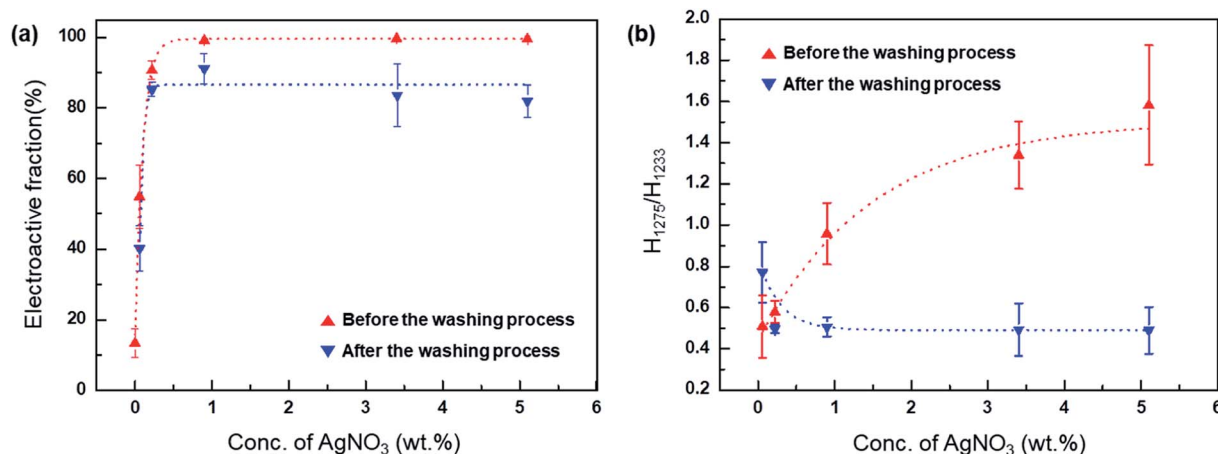 (a)
100
80
60
40
20
0
Electroactive fraction(%)
Before the washing process
After the washing process
0 1 2 3 4 5 6
Conc. of AgNO₃ (wt.%)
(b)
1.8
1.6
1.4
1.2
1.0
0.8
0.6
0.4
0.2
H₁₂₇₅/H₁₂₃₃
Before the washing process
After the washing process
0 1 2 3 4 5 6
Conc. of AgNO₃ (wt.%)